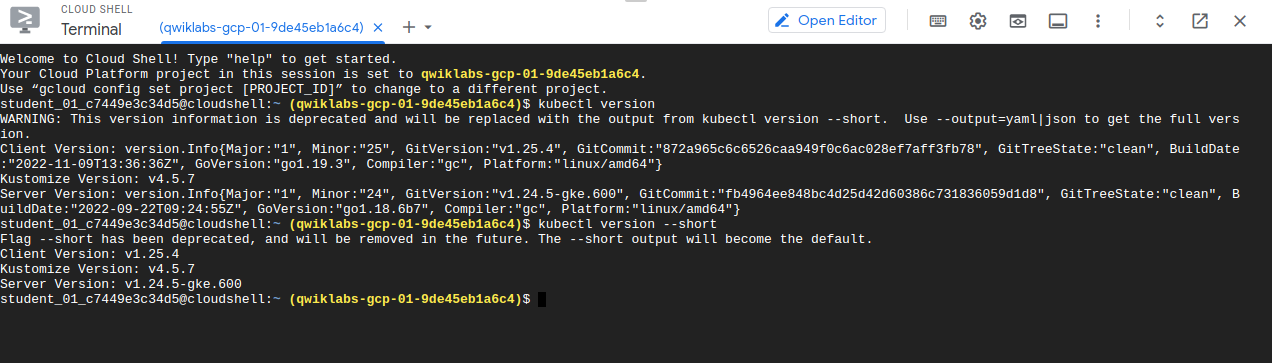 CLOUD SHELL
Terminal
(qwiklabs-gcp-01-9de45eb1a6c4)
Open Editor
Welcome to Cloud Shell! Type "help" to get started.
Your Cloud Platform project in this session is set to qwiklabs-gcp-01-9de45eb1a6c4.
Use “gcloud config set project [PROJECT_ID]” to change to a different project.
student_01_c7449e3c34d5@cloudshell:~ (qwiklabs-gcp-01-9de45eb1a6c4)$ kubectl version
WARNING: This version information is deprecated and will be replaced with the output from kubectl version --short.  Use --output=yaml|json to get the full vers
ion.
Client Version: version.Info{Major:"1", Minor:"25", GitVersion:"v1.25.4", GitCommit:"872a965c6c6526caa949f0c6ac028ef7aff3fb78", GitTreeState:"clean", BuildDate
:"2022-11-09T13:36:36Z", GoVersion:"go1.19.3", Compiler:"gc", Platform:"linux/amd64"}
Kustomize Version: v4.5.7
Server Version: version.Info{Major:"1", Minor:"24", GitVersion:"v1.24.5-gke.600", GitCommit:"fb4964ee848bc4d25d42d60386c731836059d1d8", GitTreeState:"clean", B
uildDate:"2022-09-22T09:24:55Z", GoVersion:"go1.18.6b7", Compiler:"gc", Platform:"linux/amd64"}
student_01_c7449e3c34d5@cloudshell:~ (qwiklabs-gcp-01-9de45eb1a6c4)$ kubectl version --short
Flag --short has been deprecated, and will be removed in the future. The --short output will become the default.
Client Version: v1.25.4
Kustomize Version: v4.5.7
Server Version: v1.24.5-gke.600
student_01_c7449e3c34d5@cloudshell:~ (qwiklabs-gcp-01-9de45eb1a6c4)$